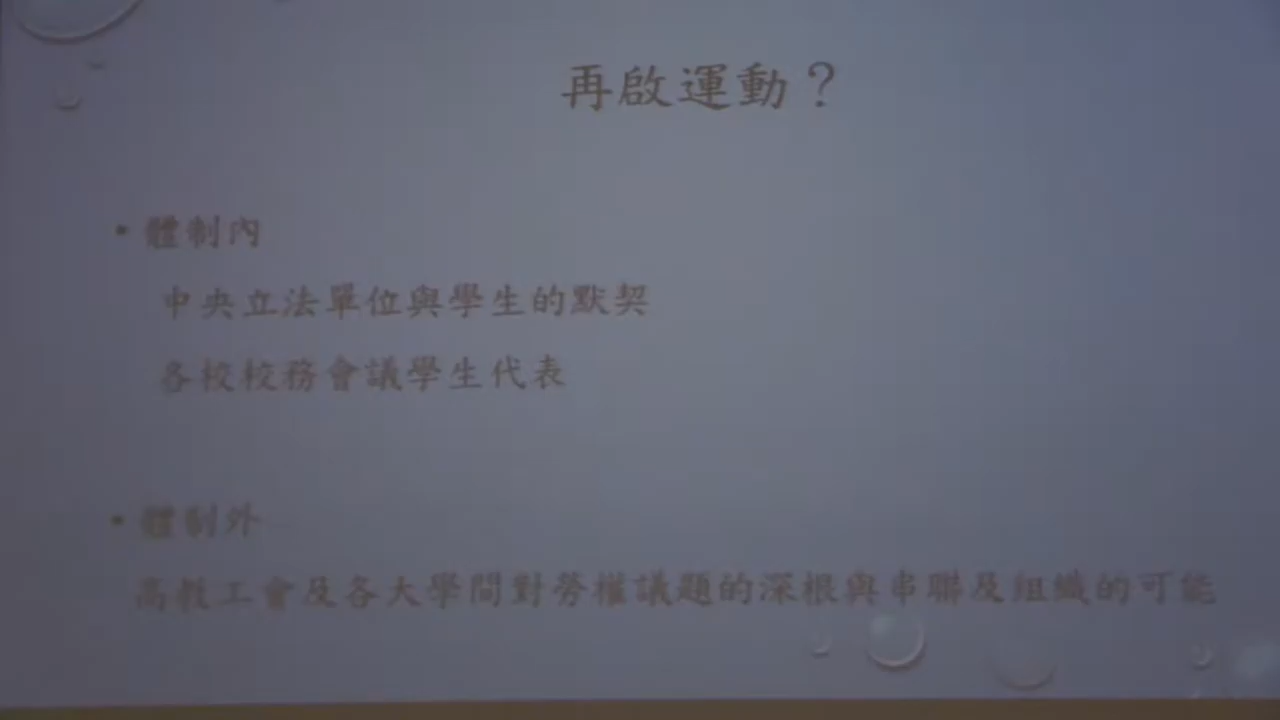 再啟運動？
• 體制內
中央立法單位與學生的默契
各校校務會議學生代表
• 體制外
高教工會及各大學間對勞權議題的深根與串聯及組織的可能